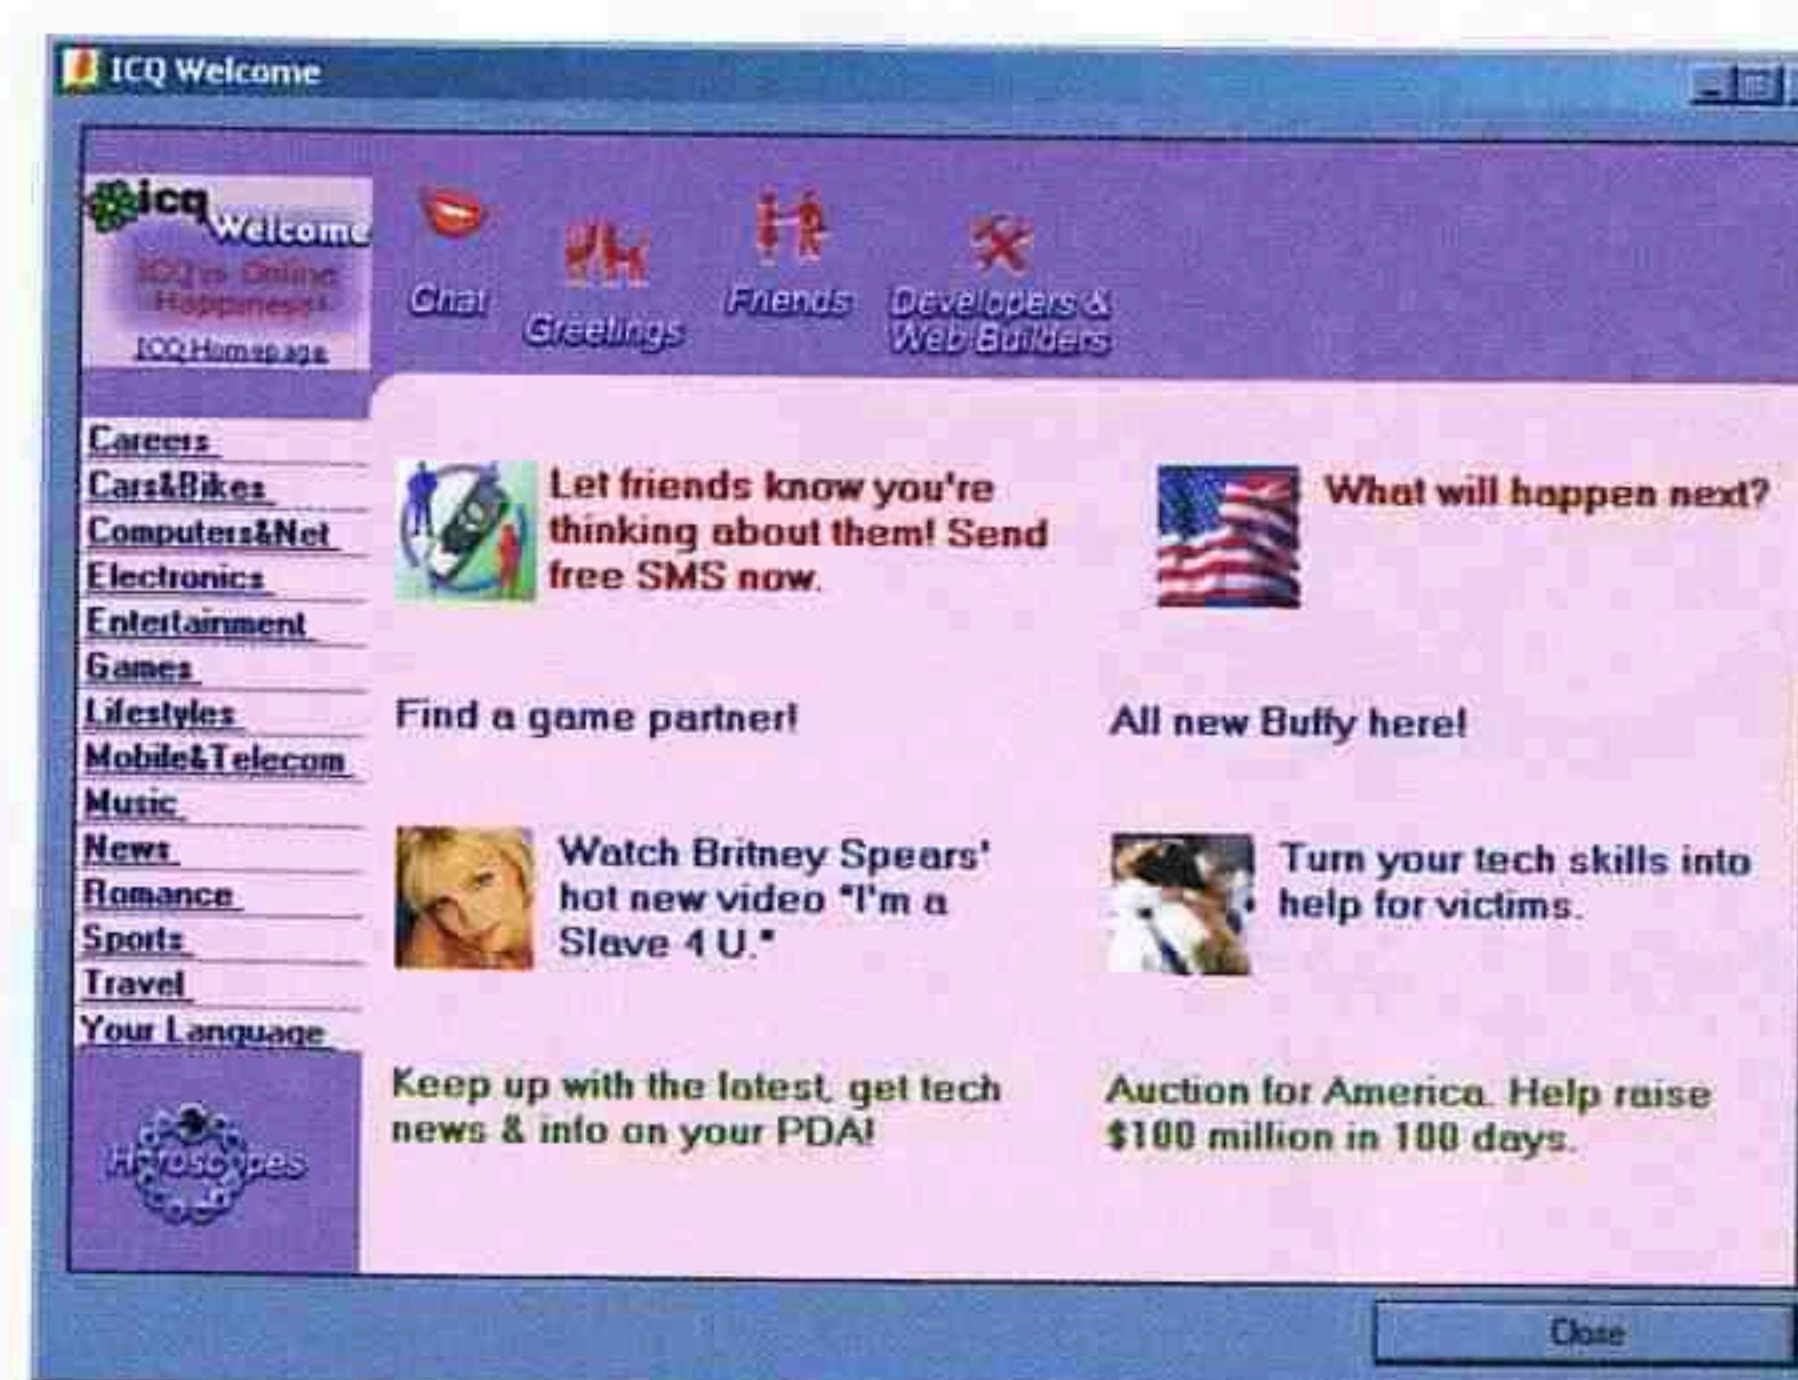 ICQ Welcome
icq
Welcome
ICQ is Online
Happiness!
ICQ Homepage
Chat
Greetings
Friends
Developers &
Web Builders
Careers
Cars&Bikes
Computers&Net
Electronics
Entertainment
Games
Lifestyles
Mobile&Telecom
Music
News
Romance
Sports
Travel
Your Language
Horoscopes
Let friends know you're
thinking about them! Send
free SMS now.
What will happen next?
Find a game partner!
All new Buffy here!
Watch Britney Spears'
hot new video "I'm a
Slave 4 U."
Turn your tech skills into
help for victims.
Keep up with the latest, get tech
news & info on your PDA!
Auction for America. Help raise
$100 million in 100 days.
Close